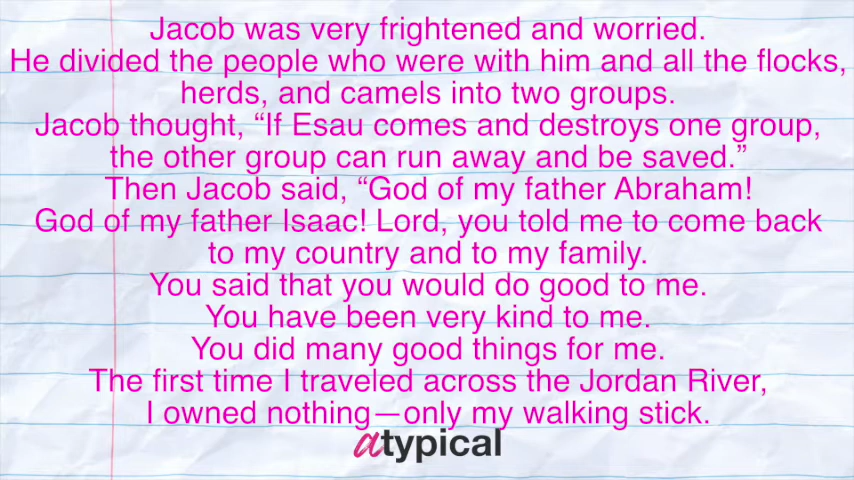 Jacob was very frightened and worried.
He divided the people who were with him and all the flocks,
herds, and camels into two groups.
Jacob thought, “If Esau comes and destroys one group,
the other group can run away and be saved.”
Then Jacob said, “God of my father Abraham!
God of my father Isaac! Lord, you told me to come back
to my country and to my family.
You said that you would do good to me.
You have been very kind to me.
You did many good things for me.
The first time I traveled across the Jordan River,
I owned nothing—only my walking stick.
atypical